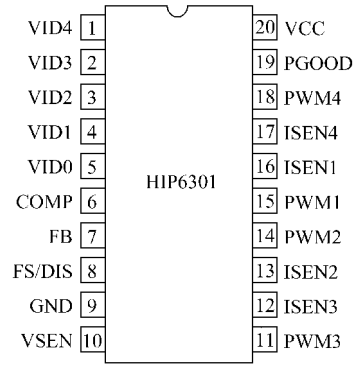 VID4 1 20 VCC
VID3 2 19 PGOOD
VID2 3 18 PWM4
VID1 4 17 ISEN4
VID0 5 16 ISEN1
HIP6301
COMP 6 15 PWM1
FB 7 14 PWM2
FS/DIS 8 13 ISEN2
GND 9 12 ISEN3
VSEN 10 11 PWM3